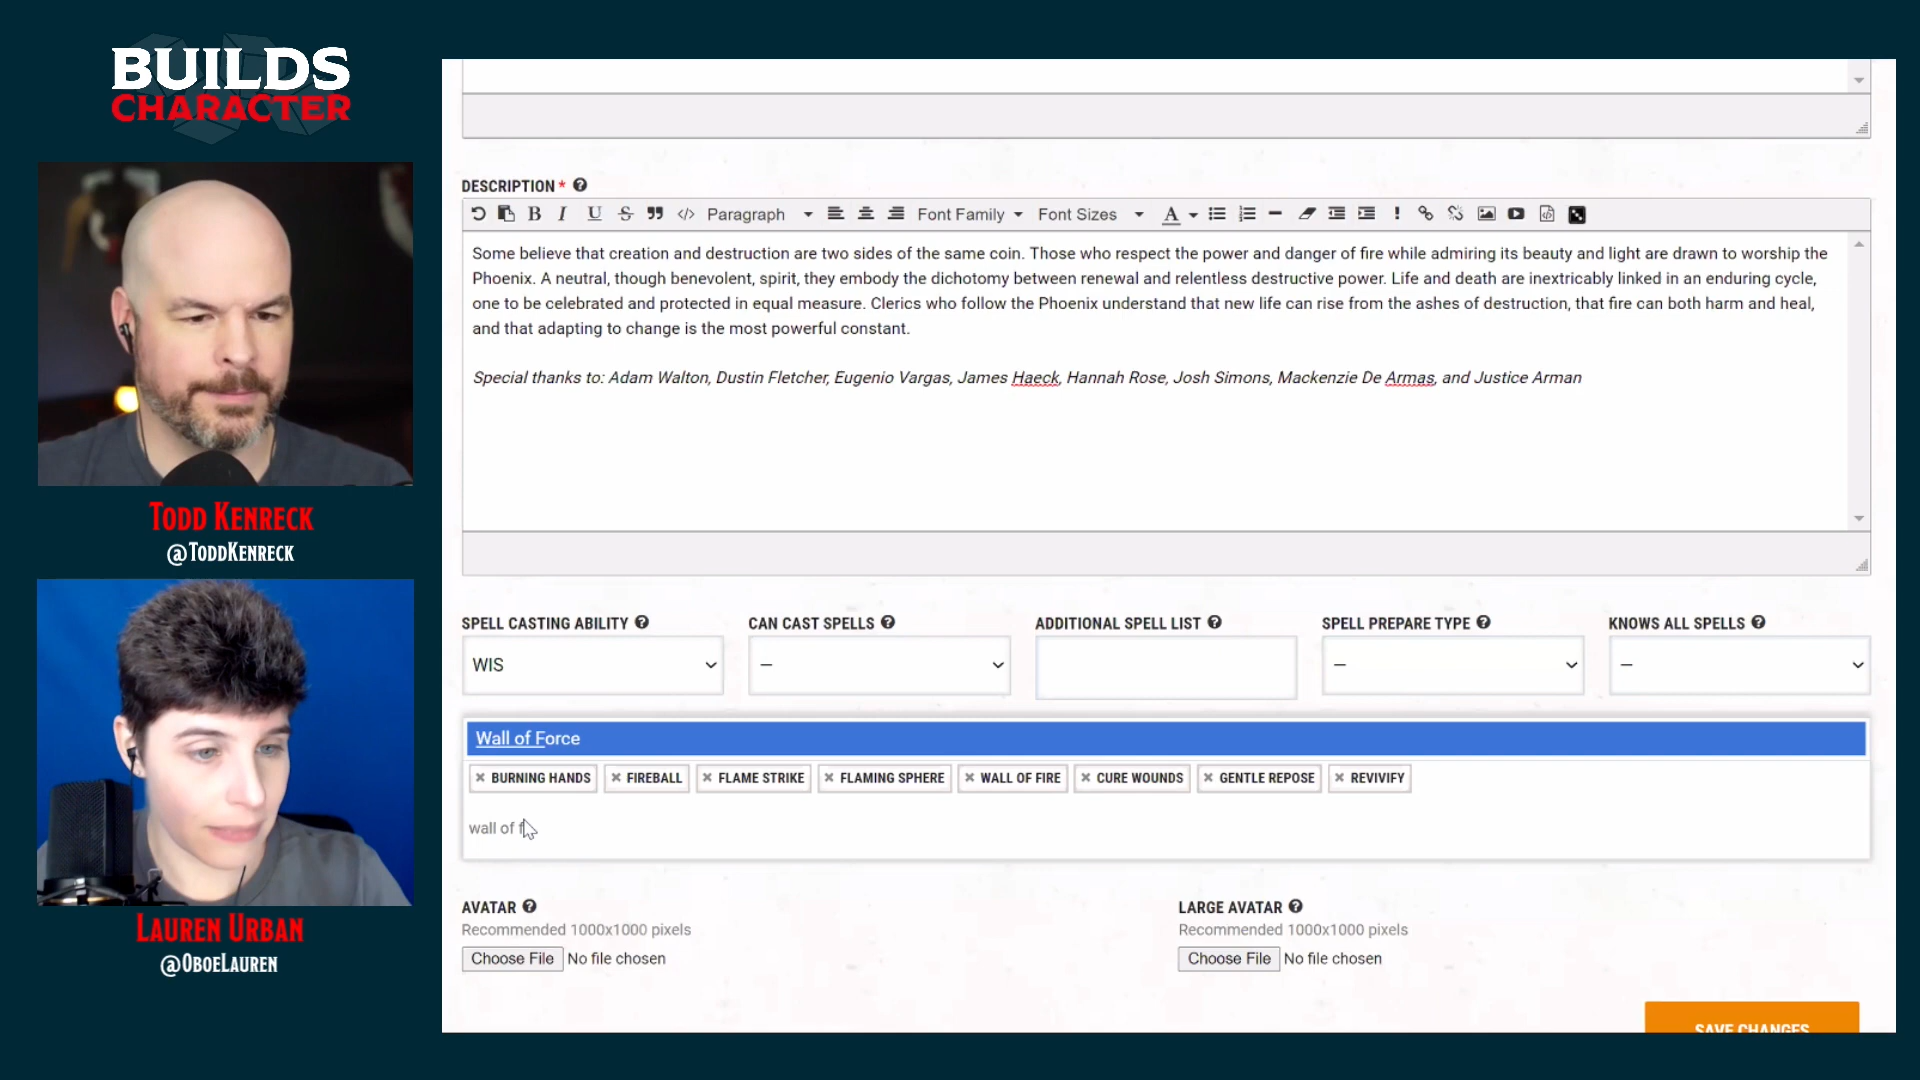 BUILDS
CHARACTER
TODD KENRECK
@TODDKENRECK
LAUREN URBAN
@OBOELAUREN
DESCRIPTION *
Paragraph Font Family Font Sizes
Some believe that creation and destruction are two sides of the same coin. Those who respect the power and danger of fire while admiring its beauty and light are drawn to worship the
Phoenix. A neutral, though benevolent, spirit, they embody the dichotomy between renewal and relentless destructive power. Life and death are inextricably linked in an enduring cycle,
one to be celebrated and protected in equal measure. Clerics who follow the Phoenix understand that new life can rise from the ashes of destruction, that fire can both harm and heal,
and that adapting to change is the most powerful constant.
Special thanks to: Adam Walton, Dustin Fletcher, Eugenio Vargas, James Haeck, Hannah Rose, Josh Simons, Mackenzie De Armas, and Justice Arman
SPELL CASTING ABILITY CAN CAST SPELLS ADDITIONAL SPELL LIST SPELL PREPARE TYPE KNOWS ALL SPELLS
WIS – – –
Wall of Force
× BURNING HANDS × FIREBALL × FLAME STRIKE × FLAMING SPHERE × WALL OF FIRE × CURE WOUNDS × GENTLE REPOSE × REVIVIFY
wall of f
AVATAR LARGE AVATAR
Recommended 1000x1000 pixels Recommended 1000x1000 pixels
Choose File No file chosen Choose File No file chosen
SAVE CHANGES